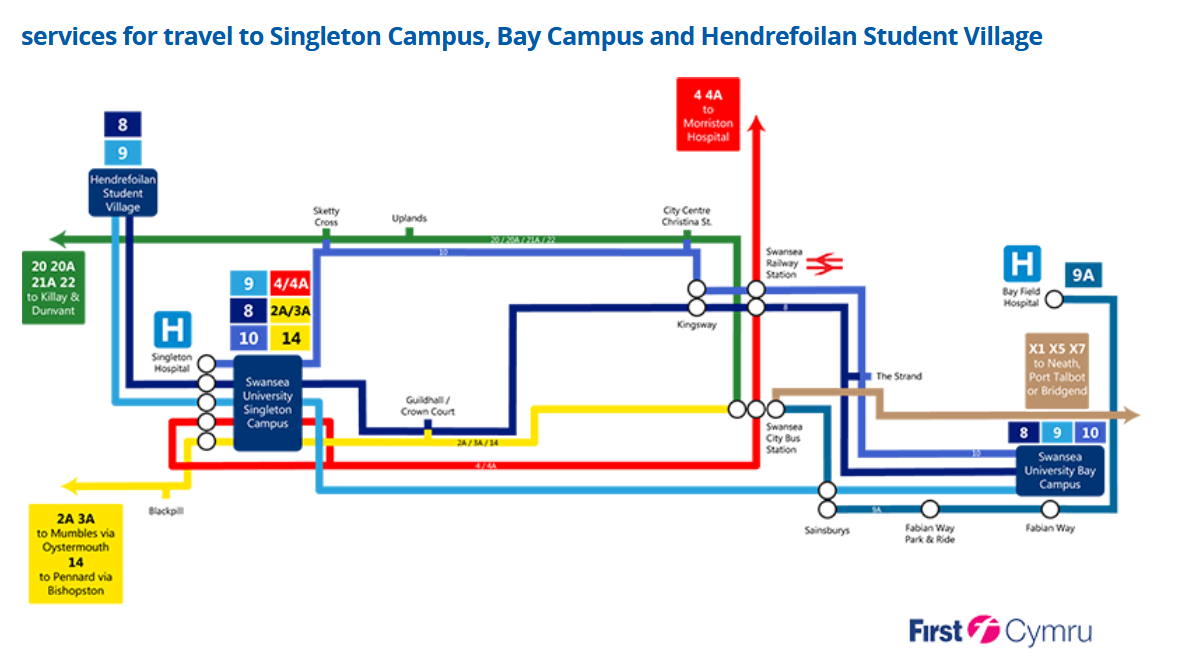 services for travel to Singleton Campus, Bay Campus and Hendrefoilan Student Village
4 4A
to
Morriston
Hospital
8
9
Hendrefoilan
Student
Village
Sketty
Cross
Uplands
City Centre
Christina St.
20 / 20A / 21A / 22
10
20 20A
21A 22
to Killay &
Dunvant
Swansea
Railway
Station
H
Bay Field
Hospital
9A
9
4/4A
8
2A/3A
10
14
H
Singleton
Hospital
Kingsway
8
Swansea
University
Singleton
Campus
Guildhall /
Crown Court
The Strand
X1 X5 X7
to Neath,
Port Talbot
or Bridgend
Swansea
City Bus
Station
2A / 3A / 14
4 / 4A
8
9
10
10
Swansea
University Bay
Campus
Blackpill
2A 3A
to Mumbles via
Oystermouth
14
to Pennard via
Bishopston
9A
Sainsburys
Fabian Way
Park & Ride
Fabian Way
First Cymru